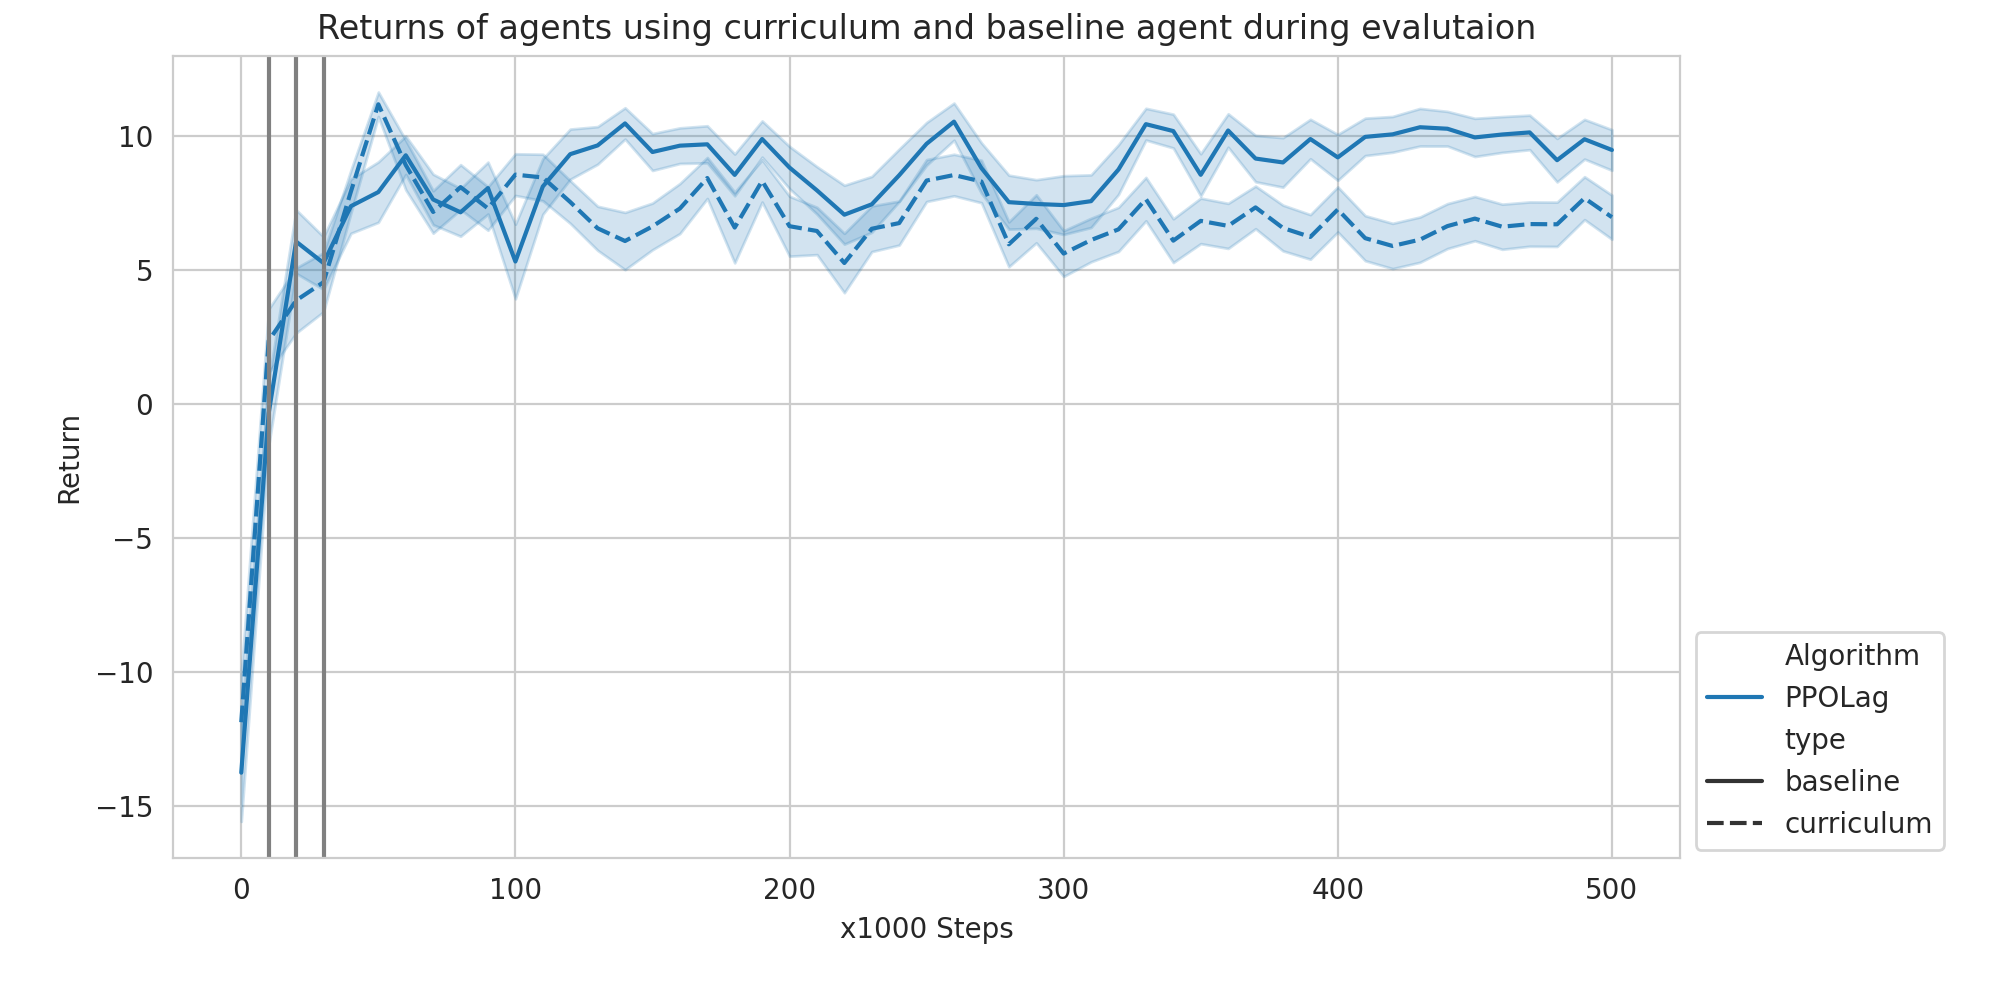 Returns of agents using curriculum and baseline agent during evalutaion
10
5
0
−5
−10
−15
Return
0 100 200 300 400 500
x1000 Steps
Algorithm
PPOLag
type
baseline
curriculum